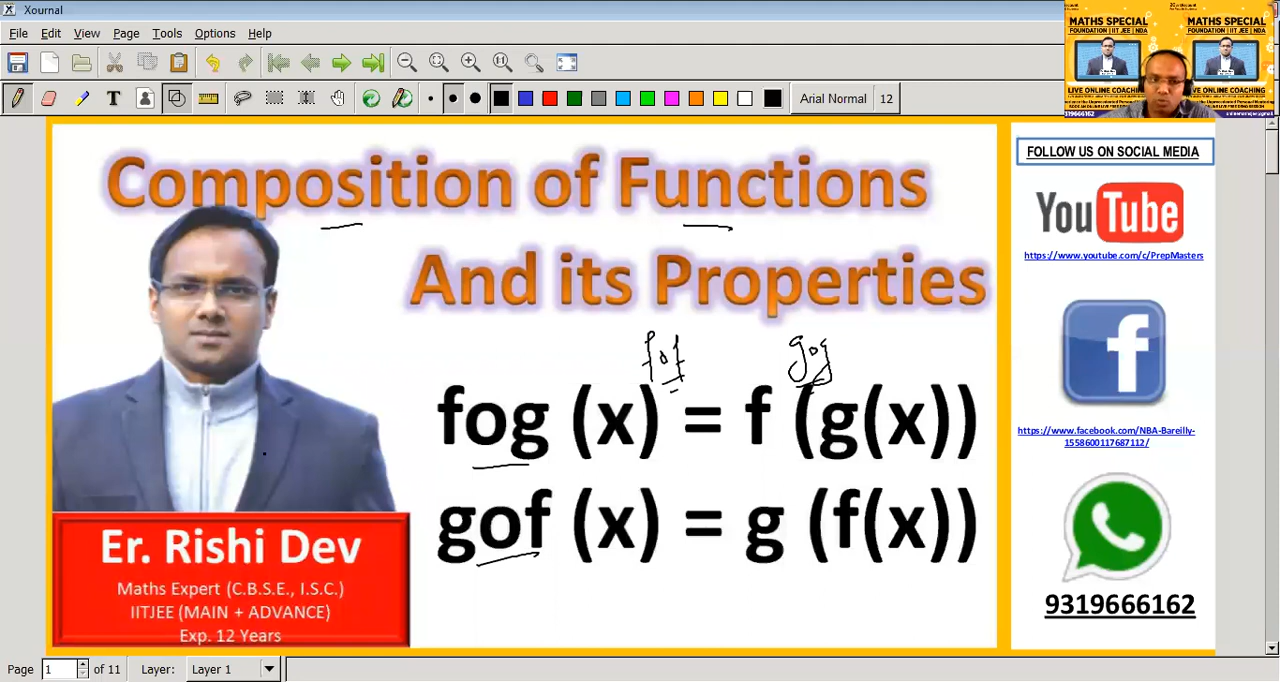 Xournal
File Edit View Page Tools Options Help
Arial Normal 12
MATHS SPECIAL
FOUNDATION | IIT JEE | NDA
LIVE ONLINE COACHING
9319666162
MATHS SPECIAL
FOUNDATION | IIT JEE | NDA
LIVE ONLINE COACHING
Composition of Functions
And its Properties
fof gog
fog (x) = f (g(x))
gof (x) = g (f(x))
Er. Rishi Dev
Maths Expert (C.B.S.E., I.S.C.)
IITJEE (MAIN + ADVANCE)
Exp. 12 Years
FOLLOW US ON SOCIAL MEDIA
YouTube
https://www.youtube.com/c/PrepMasters
f
https://www.facebook.com/NBA-Bareilly-
1558600117687112/
9319666162
Page 1 of 11 Layer: Layer 1